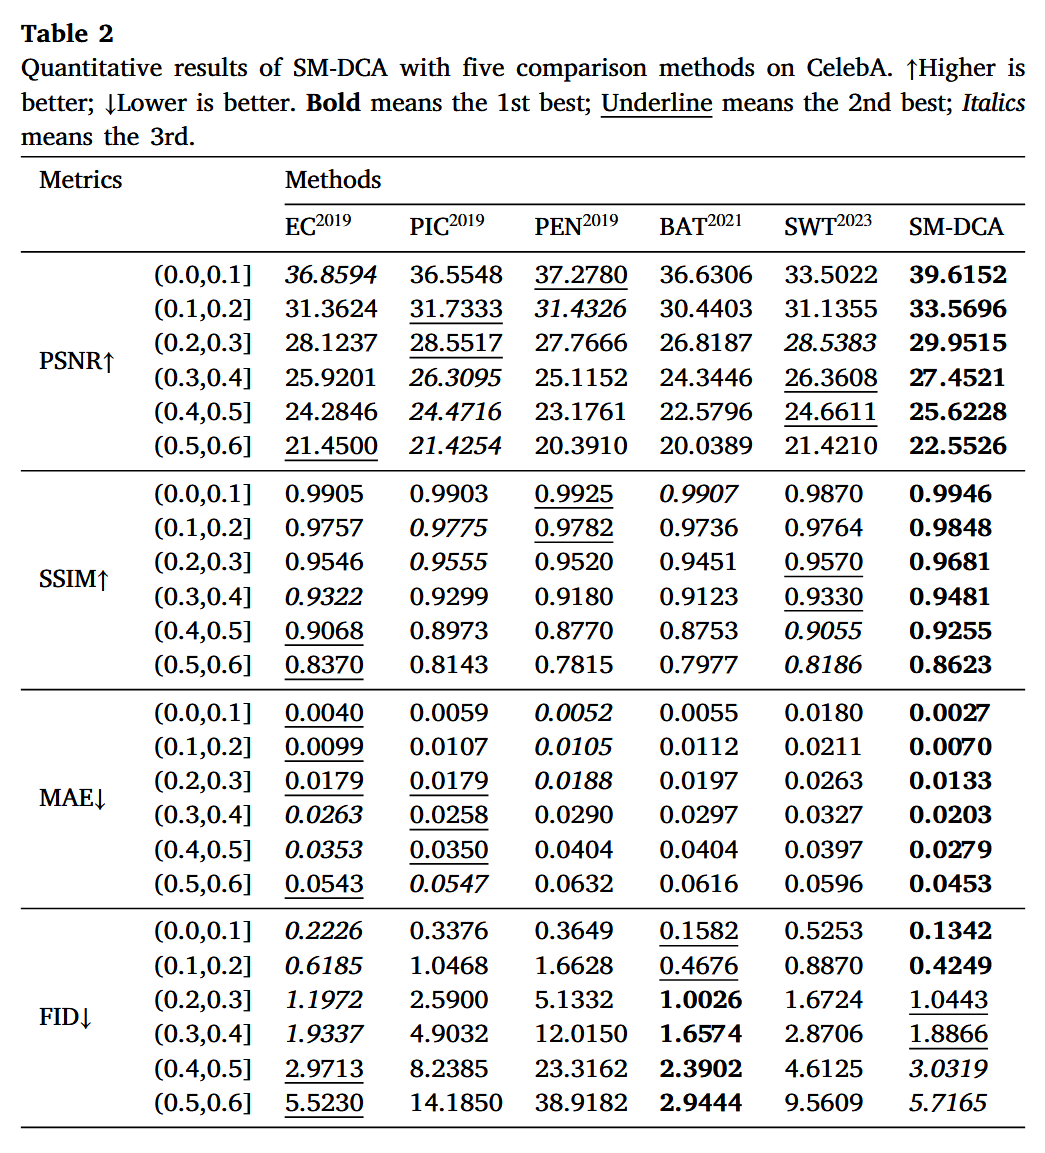 Table 2
Quantitative results of SM-DCA with five comparison methods on CelebA. ↑Higher is
better; ↓Lower is better. Bold means the 1st best; Underline means the 2nd best; Italics
means the 3rd.
Metrics Methods
EC2019 PIC2019 PEN2019 BAT2021 SWT2023 SM-DCA
(0.0,0.1] 36.8594 36.5548 37.2780 36.6306 33.5022 39.6152
(0.1,0.2] 31.3624 31.7333 31.4326 30.4403 31.1355 33.5696
(0.2,0.3] 28.1237 28.5517 27.7666 26.8187 28.5383 29.9515
PSNR↑
(0.3,0.4] 25.9201 26.3095 25.1152 24.3446 26.3608 27.4521
(0.4,0.5] 24.2846 24.4716 23.1761 22.5796 24.6611 25.6228
(0.5,0.6] 21.4500 21.4254 20.3910 20.0389 21.4210 22.5526
(0.0,0.1] 0.9905 0.9903 0.9925 0.9907 0.9870 0.9946
(0.1,0.2] 0.9757 0.9775 0.9782 0.9736 0.9764 0.9848
(0.2,0.3] 0.9546 0.9555 0.9520 0.9451 0.9570 0.9681
SSIM↑
(0.3,0.4] 0.9322 0.9299 0.9180 0.9123 0.9330 0.9481
(0.4,0.5] 0.9068 0.8973 0.8770 0.8753 0.9055 0.9255
(0.5,0.6] 0.8370 0.8143 0.7815 0.7977 0.8186 0.8623
(0.0,0.1] 0.0040 0.0059 0.0052 0.0055 0.0180 0.0027
(0.1,0.2] 0.0099 0.0107 0.0105 0.0112 0.0211 0.0070
(0.2,0.3] 0.0179 0.0179 0.0188 0.0197 0.0263 0.0133
MAE↓
(0.3,0.4] 0.0263 0.0258 0.0290 0.0297 0.0327 0.0203
(0.4,0.5] 0.0353 0.0350 0.0404 0.0404 0.0397 0.0279
(0.5,0.6] 0.0543 0.0547 0.0632 0.0616 0.0596 0.0453
(0.0,0.1] 0.2226 0.3376 0.3649 0.1582 0.5253 0.1342
(0.1,0.2] 0.6185 1.0468 1.6628 0.4676 0.8870 0.4249
(0.2,0.3] 1.1972 2.5900 5.1332 1.0026 1.6724 1.0443
FID↓
(0.3,0.4] 1.9337 4.9032 12.0150 1.6574 2.8706 1.8866
(0.4,0.5] 2.9713 8.2385 23.3162 2.3902 4.6125 3.0319
(0.5,0.6] 5.5230 14.1850 38.9182 2.9444 9.5609 5.7165